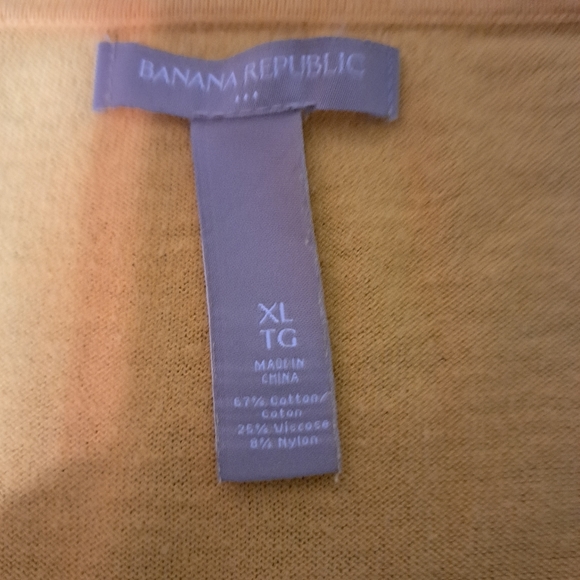 BANANA REPUBLIC
XL
TG
MADE IN
CHINA
67% Cotton/
Coton
25% Viscose
8% Nylon